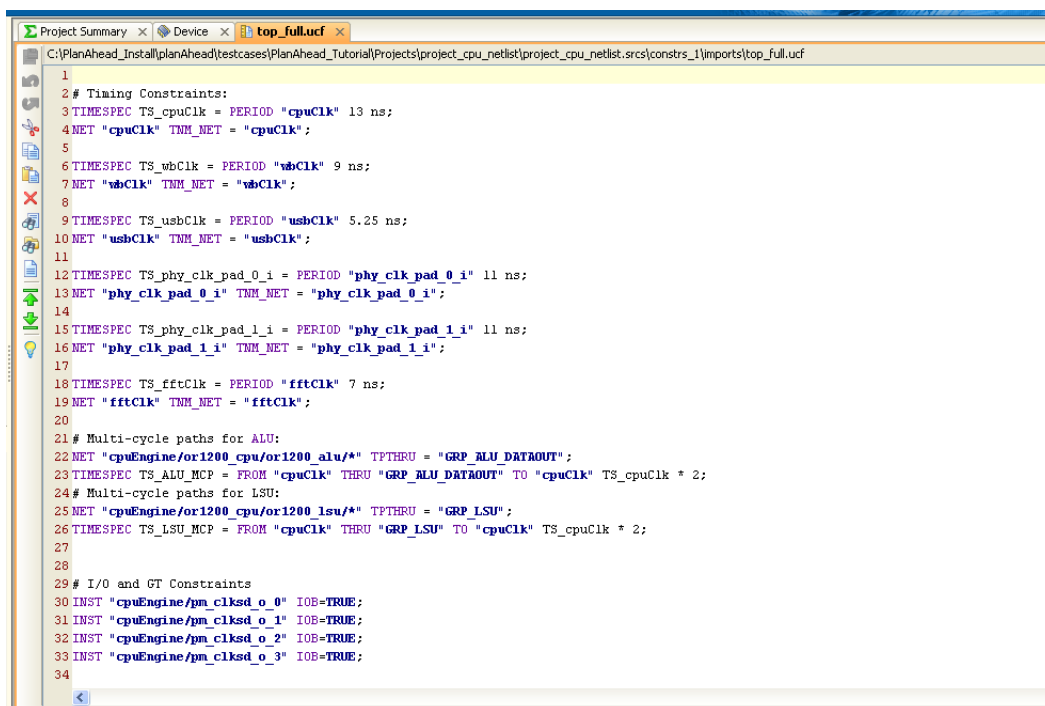 Project Summary × Device × top_full.ucf ×
C:\PlanAhead_Install\planAhead\testcases\PlanAhead_Tutorial\Projects\project_cpu_netlist\project_cpu_netlist.srcs\constrs_1\imports\top_full.ucf
1
2 # Timing Constraints:
3 TIMESPEC TS_cpuClk = PERIOD "cpuClk" 13 ns;
4 NET "cpuClk" TNM_NET = "cpuClk";
5
6 TIMESPEC TS_wbClk = PERIOD "wbClk" 9 ns;
7 NET "wbClk" TNM_NET = "wbClk";
8
9 TIMESPEC TS_usbClk = PERIOD "usbClk" 5.25 ns;
10 NET "usbClk" TNM_NET = "usbClk";
11
12 TIMESPEC TS_phy_clk_pad_0_i = PERIOD "phy_clk_pad_0_i" 11 ns;
13 NET "phy_clk_pad_0_i" TNM_NET = "phy_clk_pad_0_i";
14
15 TIMESPEC TS_phy_clk_pad_1_i = PERIOD "phy_clk_pad_1_i" 11 ns;
16 NET "phy_clk_pad_1_i" TNM_NET = "phy_clk_pad_1_i";
17
18 TIMESPEC TS_fftClk = PERIOD "fftClk" 7 ns;
19 NET "fftClk" TNM_NET = "fftClk";
20
21 # Multi-cycle paths for ALU:
22 NET "cpuEngine/or1200_cpu/or1200_alu/*" TPTHRU = "GRP_ALU_DATAOUT";
23 TIMESPEC TS_ALU_MCP = FROM "cpuClk" THRU "GRP_ALU_DATAOUT" TO "cpuClk" TS_cpuClk * 2;
24 # Multi-cycle paths for LSU:
25 NET "cpuEngine/or1200_cpu/or1200_lsu/*" TPTHRU = "GRP_LSU";
26 TIMESPEC TS_LSU_MCP = FROM "cpuClk" THRU "GRP_LSU" TO "cpuClk" TS_cpuClk * 2;
27
28
29 # I/O and GT Constraints
30 INST "cpuEngine/pm_clksd_o_0" IOB=TRUE;
31 INST "cpuEngine/pm_clksd_o_1" IOB=TRUE;
32 INST "cpuEngine/pm_clksd_o_2" IOB=TRUE;
33 INST "cpuEngine/pm_clksd_o_3" IOB=TRUE;
34